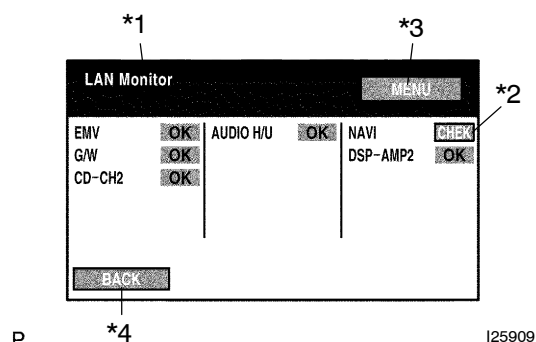 *1
*3
*2
LAN Monitor
MENU
EMV OK AUDIO H/U OK NAVI CHEK
G/W OK DSP-AMP2 OK
CD-CH2 OK
BACK
*4
P
I25909